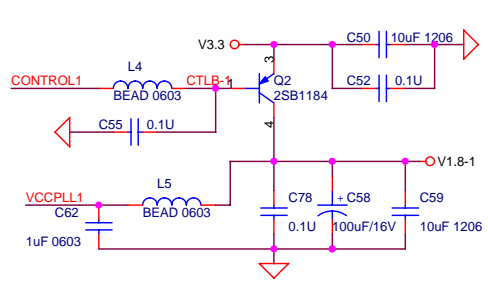 V3.3
C50
10uF 1206
L4
3
CONTROL1
CTLB-1
1
Q2
C52
0.1U
BEAD 0603
2SB1184
C55
0.1U
4
V1.8-1
L5
VCCPLL1
C62
BEAD 0603
C78
+
C58
C59
1uF 0603
0.1U
100uF/16V
10uF 1206